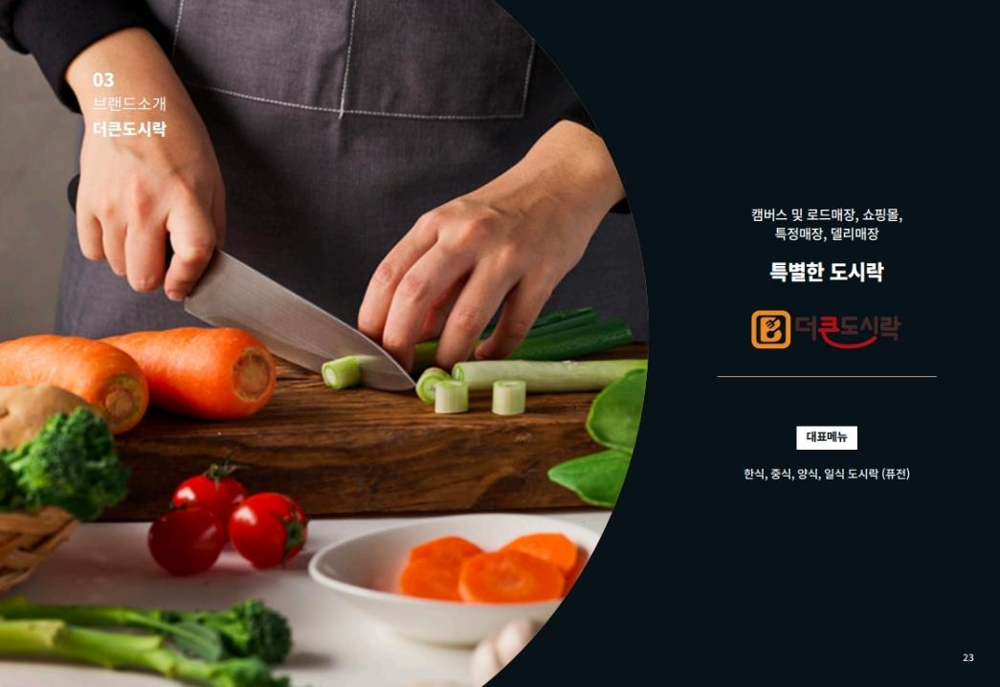 03
브랜드소개
더큰도시락
캠버스 및 로드매장, 쇼핑몰,
특정매장, 델리매장
특별한 도시락
더큰도시락
대표메뉴
한식, 중식, 양식, 일식 도시락 (퓨전)
23